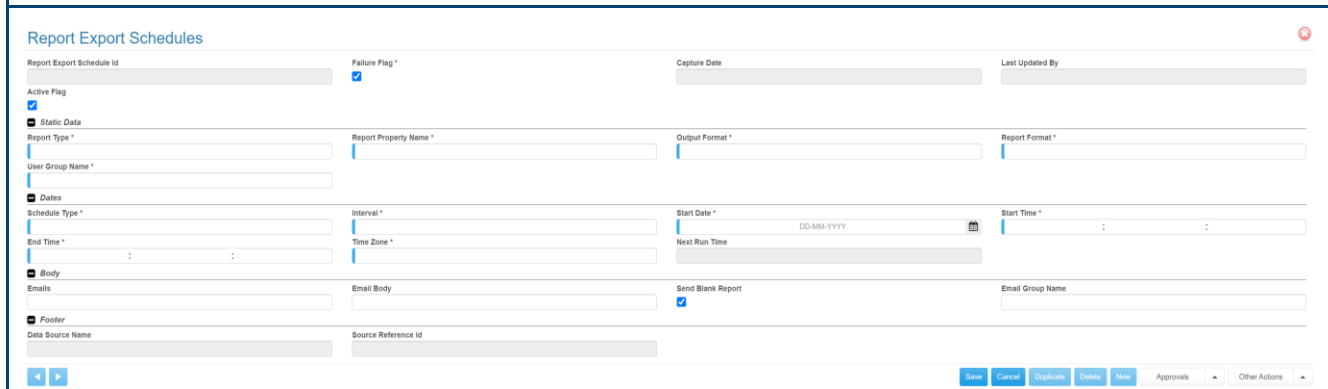 Report Export Schedules
Report Export Schedule Id Failure Flag * Capture Date Last Updated By
Active Flag
Static Data
Report Type * Report Property Name * Output Format * Report Format *
User Group Name *
Dates
Schedule Type * Interval * Start Date * Start Time *
DD-MM-YYYY : :
End Time * Time Zone * Next Run Time
: :
Body
Emails Email Body Send Blank Report Email Group Name
Footer
Data Source Name Source Reference Id
Save Cancel Duplicate Delete New Approvals Other Actions